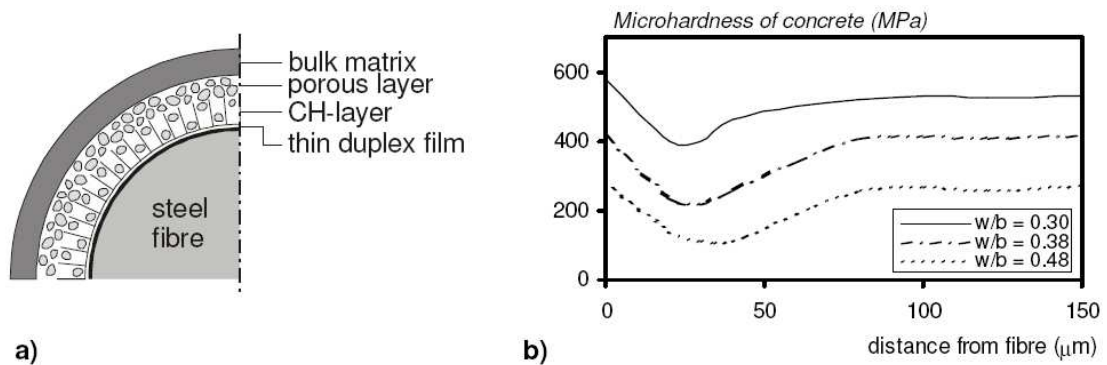 bulk matrix
porous layer
CH-layer
thin duplex film
steel
fibre
a)
Microhardness of concrete (MPa)
600
400
200
0
w/b = 0.30
w/b = 0.38
w/b = 0.48
0 50 100 150
b)
distance from fibre (μm)